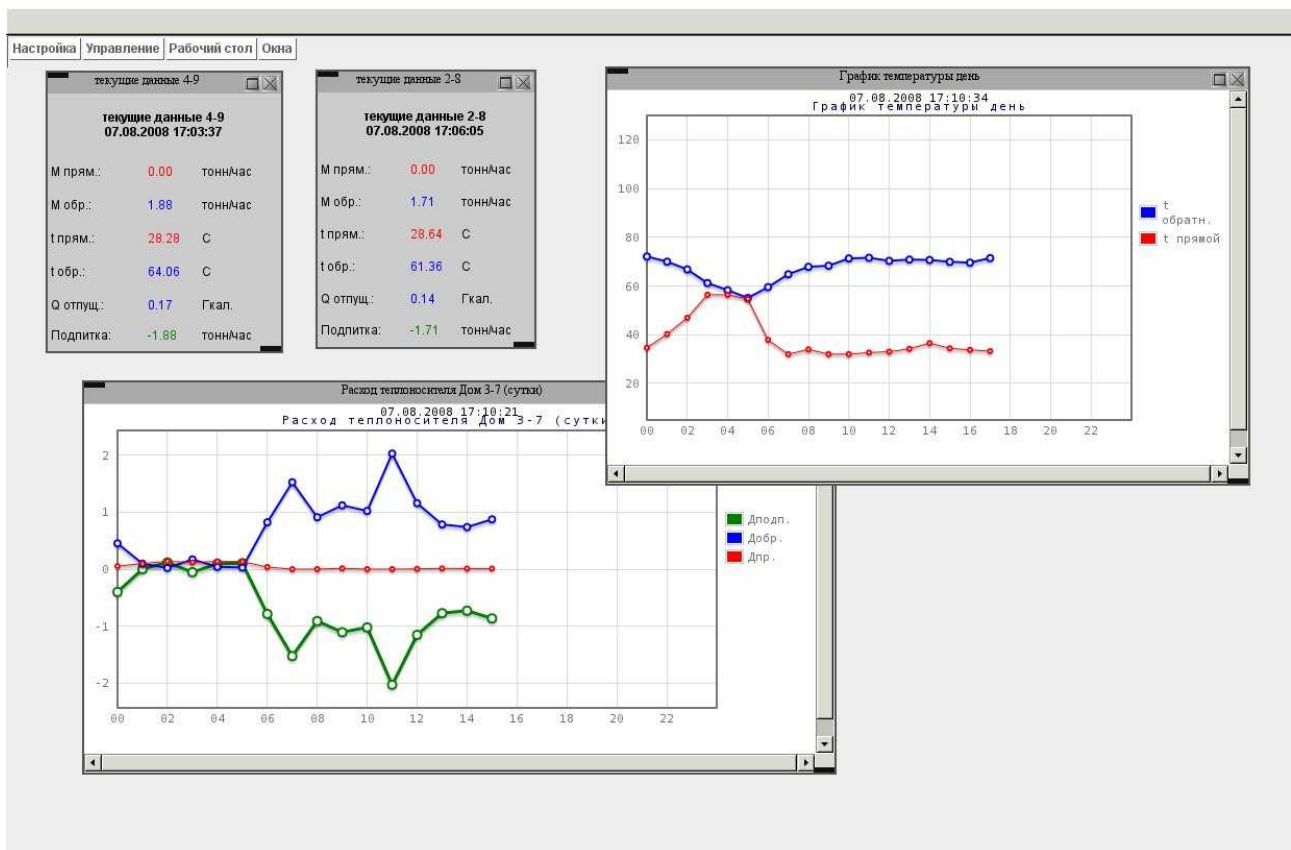 Настройка Управление Рабочий стол Окна
текущие данные 4-9
текущие данные 4-9
07.08.2008 17:03:37
М прям.: 0.00 тонн/час
М обр.: 1.88 тонн/час
t прям.: 28.28 С
t обр.: 64.06 С
Q отпущ.: 0.17 Гкал.
Подпитка: -1.88 тонн/час
текущие данные 2-8
текущие данные 2-8
07.08.2008 17:06:05
М прям.: 0.00 тонн/час
М обр.: 1.71 тонн/час
t прям.: 28.64 С
t обр.: 61.36 С
Q отпущ.: 0.14 Гкал.
Подпитка: -1.71 тонн/час
График температуры день
07.08.2008 17:10:34
График температуры день
120
100
80
60
40
20
00 02 04 06 08 10 12 14 16 18 20 22
t
обратн.
t прямой
Расход теплоносителя Дом 3-7 (сутки)
07.08.2008 17:10:21
Расход теплоносителя Дом 3-7 (сутки
2
1
0
-1
-2
00 02 04 06 08 10 12 14 16 18 20 22
Дподп.
Добр.
Дпр.